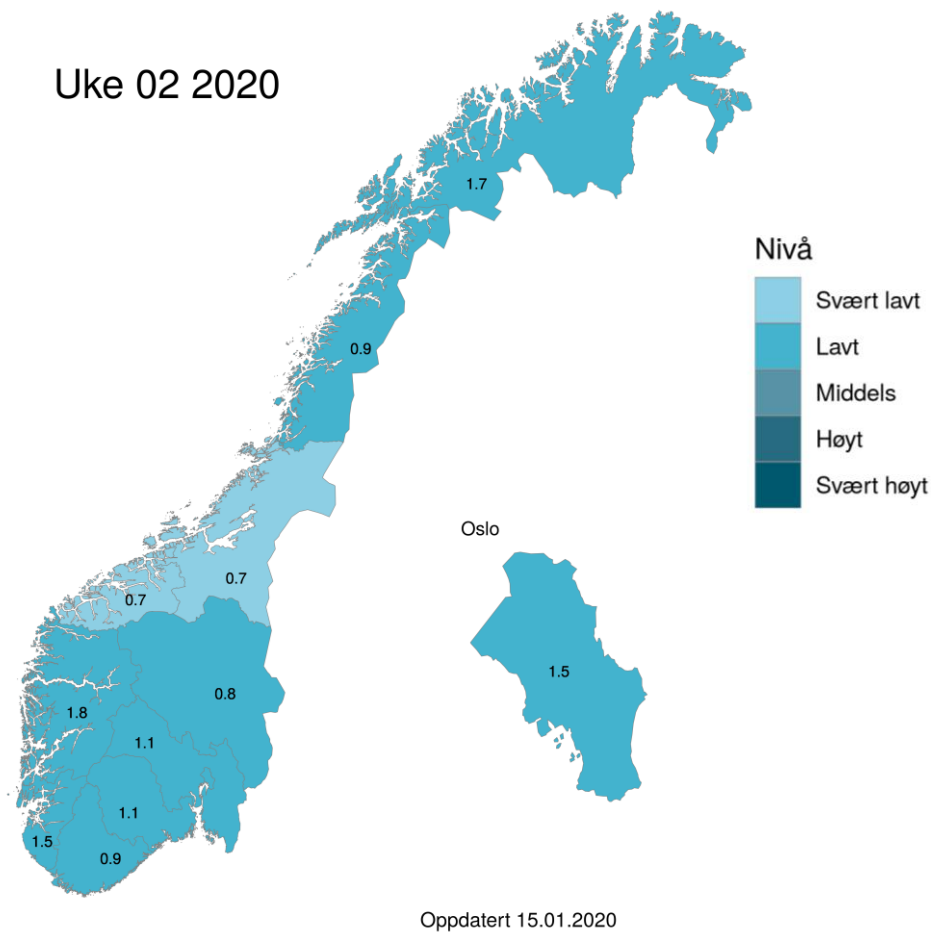 Uke 02 2020
1.7
Nivå
Svært lavt
Lavt
0.9
Middels
Høyt
Svært høyt
Oslo
0.7
0.7
1.5
0.8
1.8
1.1
1.1
1.5
0.9
Oppdatert 15.01.2020